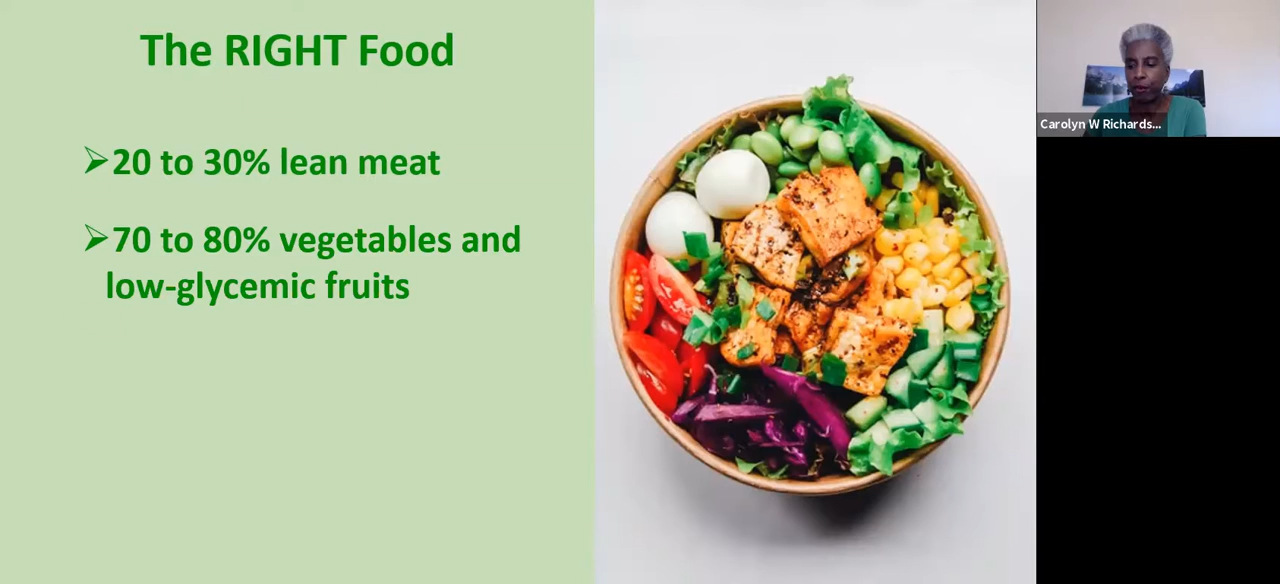 The RIGHT Food
➢20 to 30% lean meat
➢70 to 80% vegetables and
low-glycemic fruits
Carolyn W Richards...